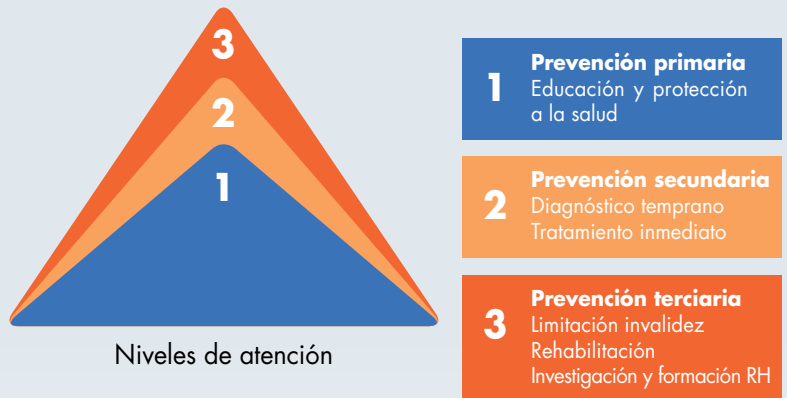 3
2
1
Niveles de atención
1
Prevención primaria
Educación y protección
a la salud
2
Prevención secundaria
Diagnóstico temprano
Tratamiento inmediato
3
Prevención terciaria
Limitación invalidez
Rehabilitación
Investigación y formación RH